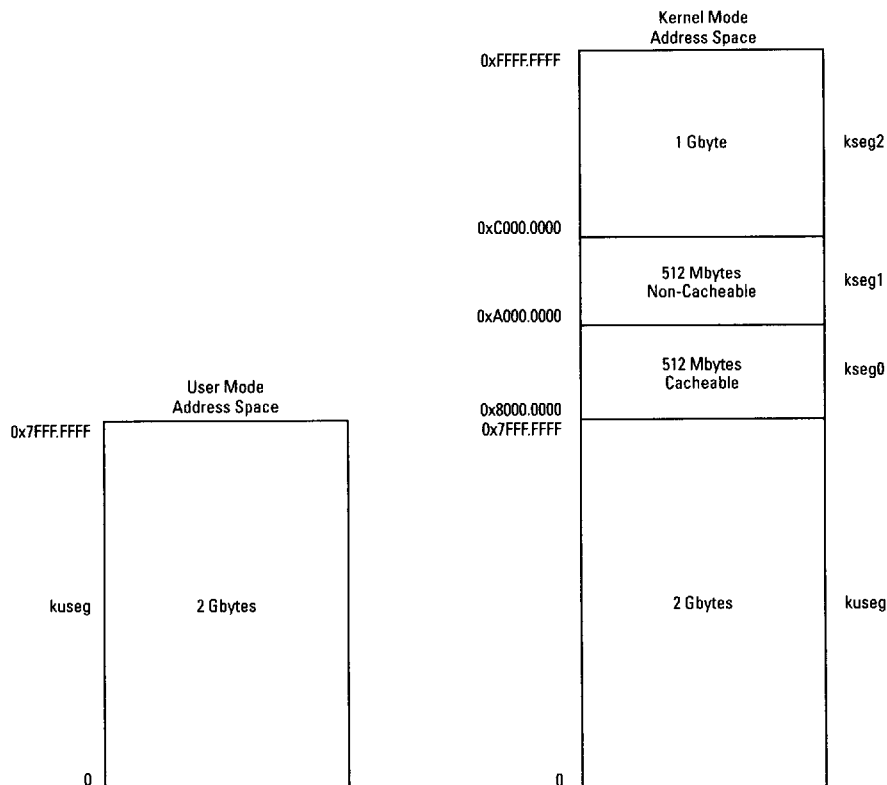 Kernel Mode
Address Space
0xFFFF.FFFF
1 Gbyte
kseg2
0xC000.0000
512 Mbytes
Non-Cacheable
kseg1
0xA000.0000
512 Mbytes
Cacheable
kseg0
0x8000.0000
User Mode
Address Space
0x7FFF.FFFF
0x7FFF.FFFF
kuseg
2 Gbytes
2 Gbytes
kuseg
0
0